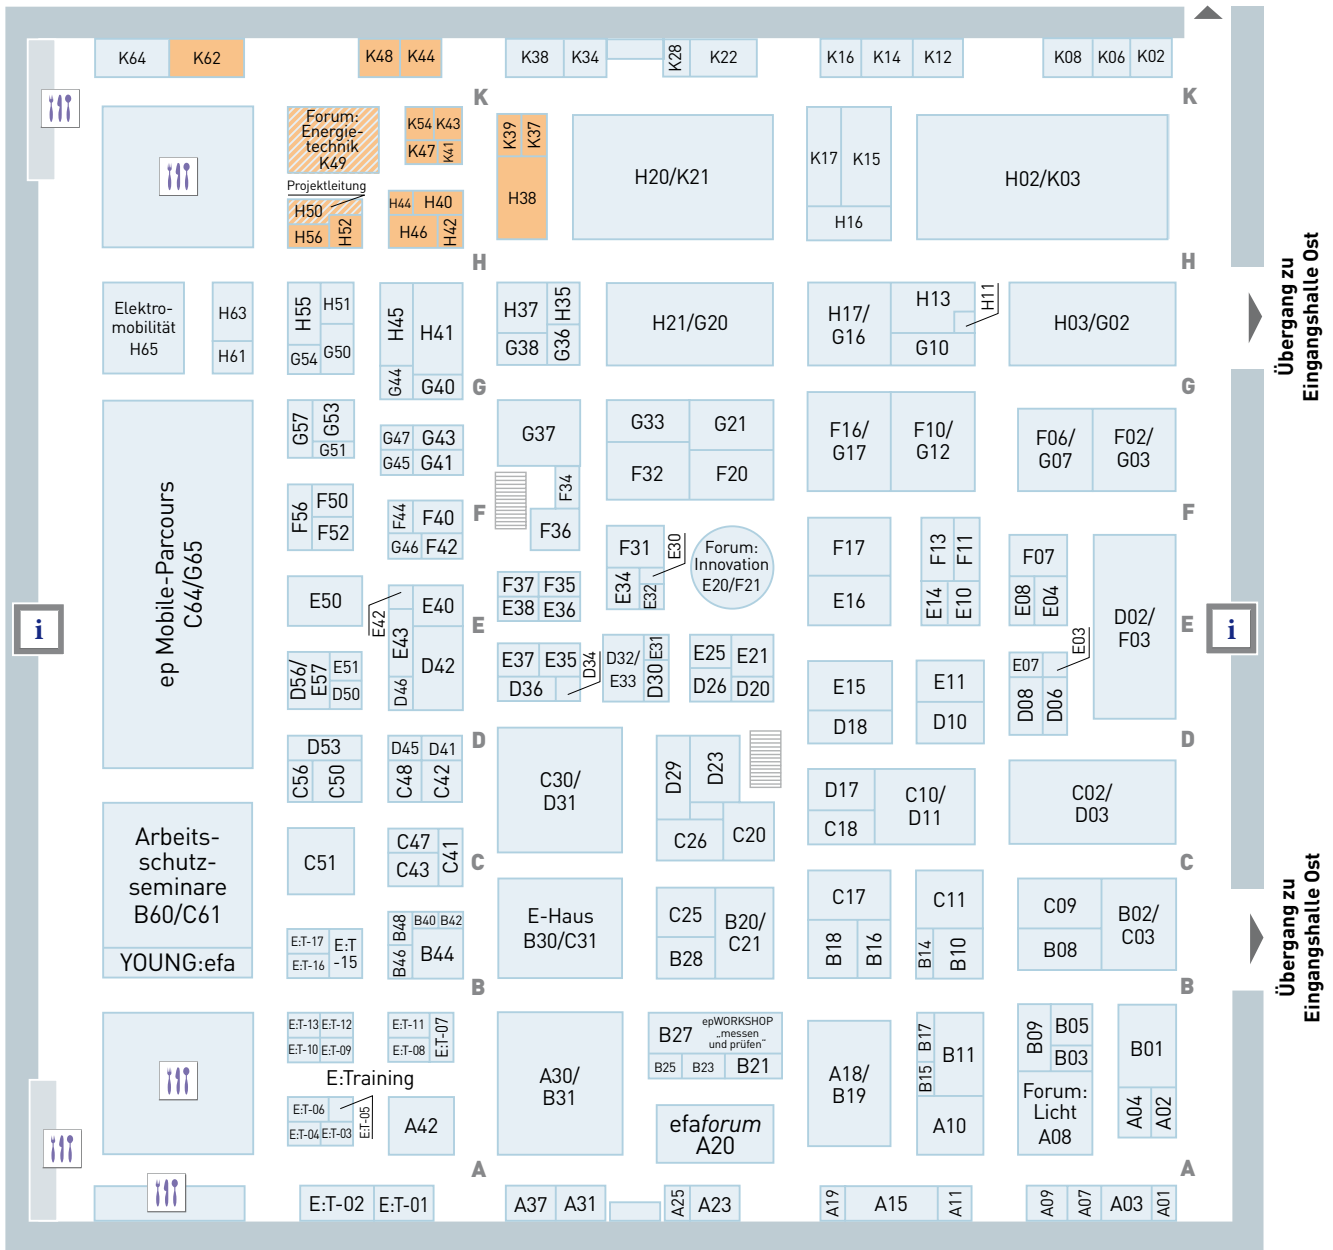 K64
K62
K48
K44
K38
K34
K28
K22
K16
K14
K12
K08
K06
K02
K
K
Forum:
Energie-
technik
K49
K54
K43
K47
K41
K39
K37
H38
H20/K21
K17
K15
H16
H02/K03
Projektleitung
H50
H56
H52
H44
H40
H46
H42
H
H
Übergang zu
Eingangshalle Ost
Elektro-
mobilität
H65
H63
H61
H55
H51
G54
G50
H45
H41
G44
G40
H37
H35
G38
G36
H21/G20
H17/
G16
H13
H11
G10
H03/G02
G
G
ep Mobile-Parcours
C64/G65
G57
G53
G51
G47
G43
G45
G41
G37
F34
F36
G33
G21
F32
F20
F16/
G17
F10/
G12
F06/
G07
F02/
G03
F
F
F56
F50
F52
F44
F40
G46
F42
F31
E30
E34
E32
Forum:
Innovation
E20/F21
F17
E16
F13
F11
E14
E10
F07
E08
E04
D02/
F03
E50
E42
E40
E43
D42
D46
F37
F35
E38
E36
E
E
i
i
D56/
E57
E51
D50
E37
E35
D34
D36
D32/
E33
E31
D30
E25
E21
D26
D20
E15
D18
E11
D10
E07
E03
D08
D06
D
D
D53
C56
C50
D45
D41
C48
C42
C30/
D31
D29
D23
C26
C20
D17
C18
C10/
D11
C02/
D03
Arbeits-
schutz-
seminare
B60/C61
YOUNG:efa
C51
C47
C43
C41
C
C
Übergang zu
Eingangshalle Ost
E:T-17
E:T-16
E:T
-15
B48
B40
B42
B46
B44
E-Haus
B30/C31
C25
B28
B20/
C21
C17
B18
B16
C11
B14
B10
C09
B08
B02/
C03
B
B
E:T-13
E:T-12
E:T-10
E:T-09
E:T-11
E:T-08
E:T-07
E:Training
E:T-06
E:T-05
E:T-04
E:T-03
A42
A30/
B31
B27
epWORKSHOP
„messen
und prüfen“
B25
B23
B21
efaforum
A20
A18/
B19
B17
B15
B11
A10
B09
B05
B03
Forum:
Licht
A08
B01
A04
A02
A
A
E:T-02
E:T-01
A37
A31
A25
A23
A19
A15
A11
A09
A07
A03
A01